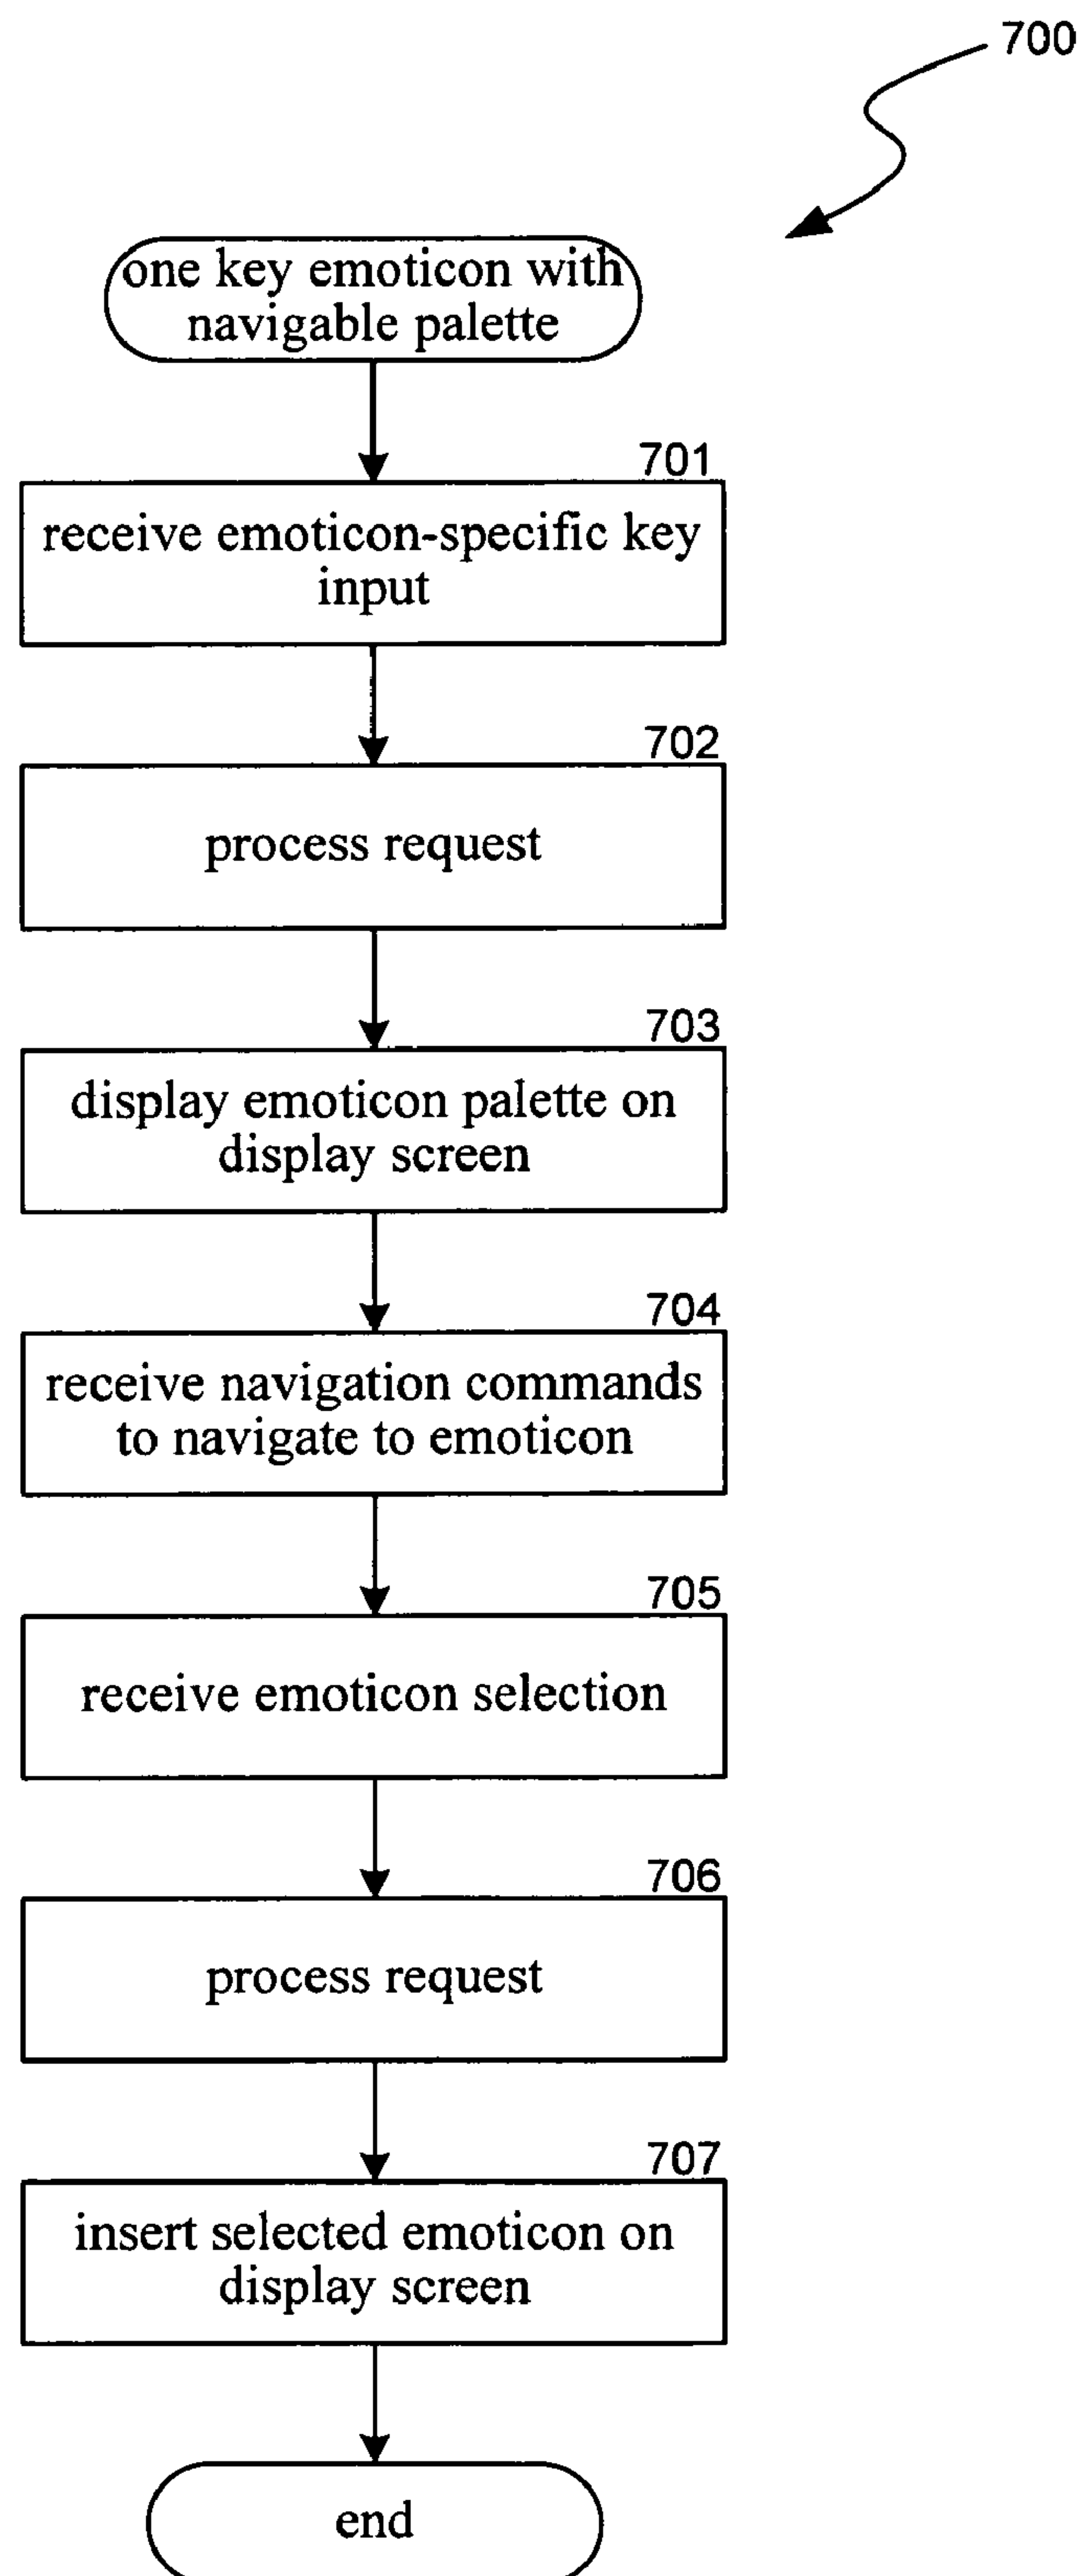 700
one key emoticon with
navigable palette
701
receive emoticon-specific key
input
702
process request
703
display emoticon palette on
display screen
704
receive navigation commands
to navigate to emoticon
705
receive emoticon selection
706
process request
707
insert selected emoticon on
display screen
end